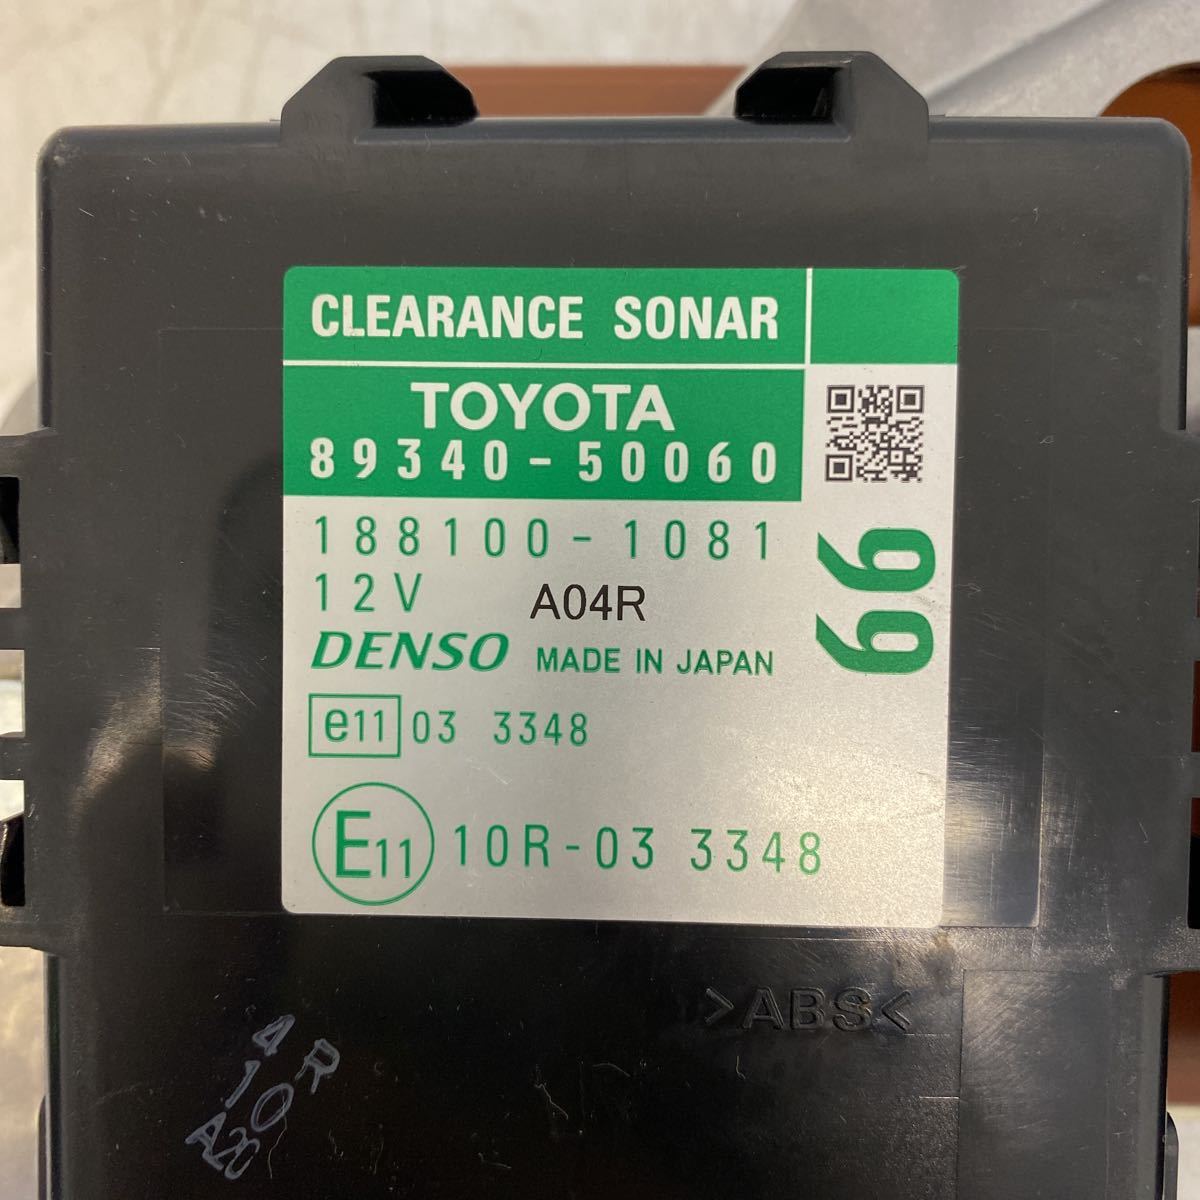 CLEARANCE SONAR
TOYOTA
89340-50060
188100-1081
12V A04R
DENSO MADE IN JAPAN
e11 03 3348
E11 10R-03 3348
99
>ABS<
4 R
10
A20